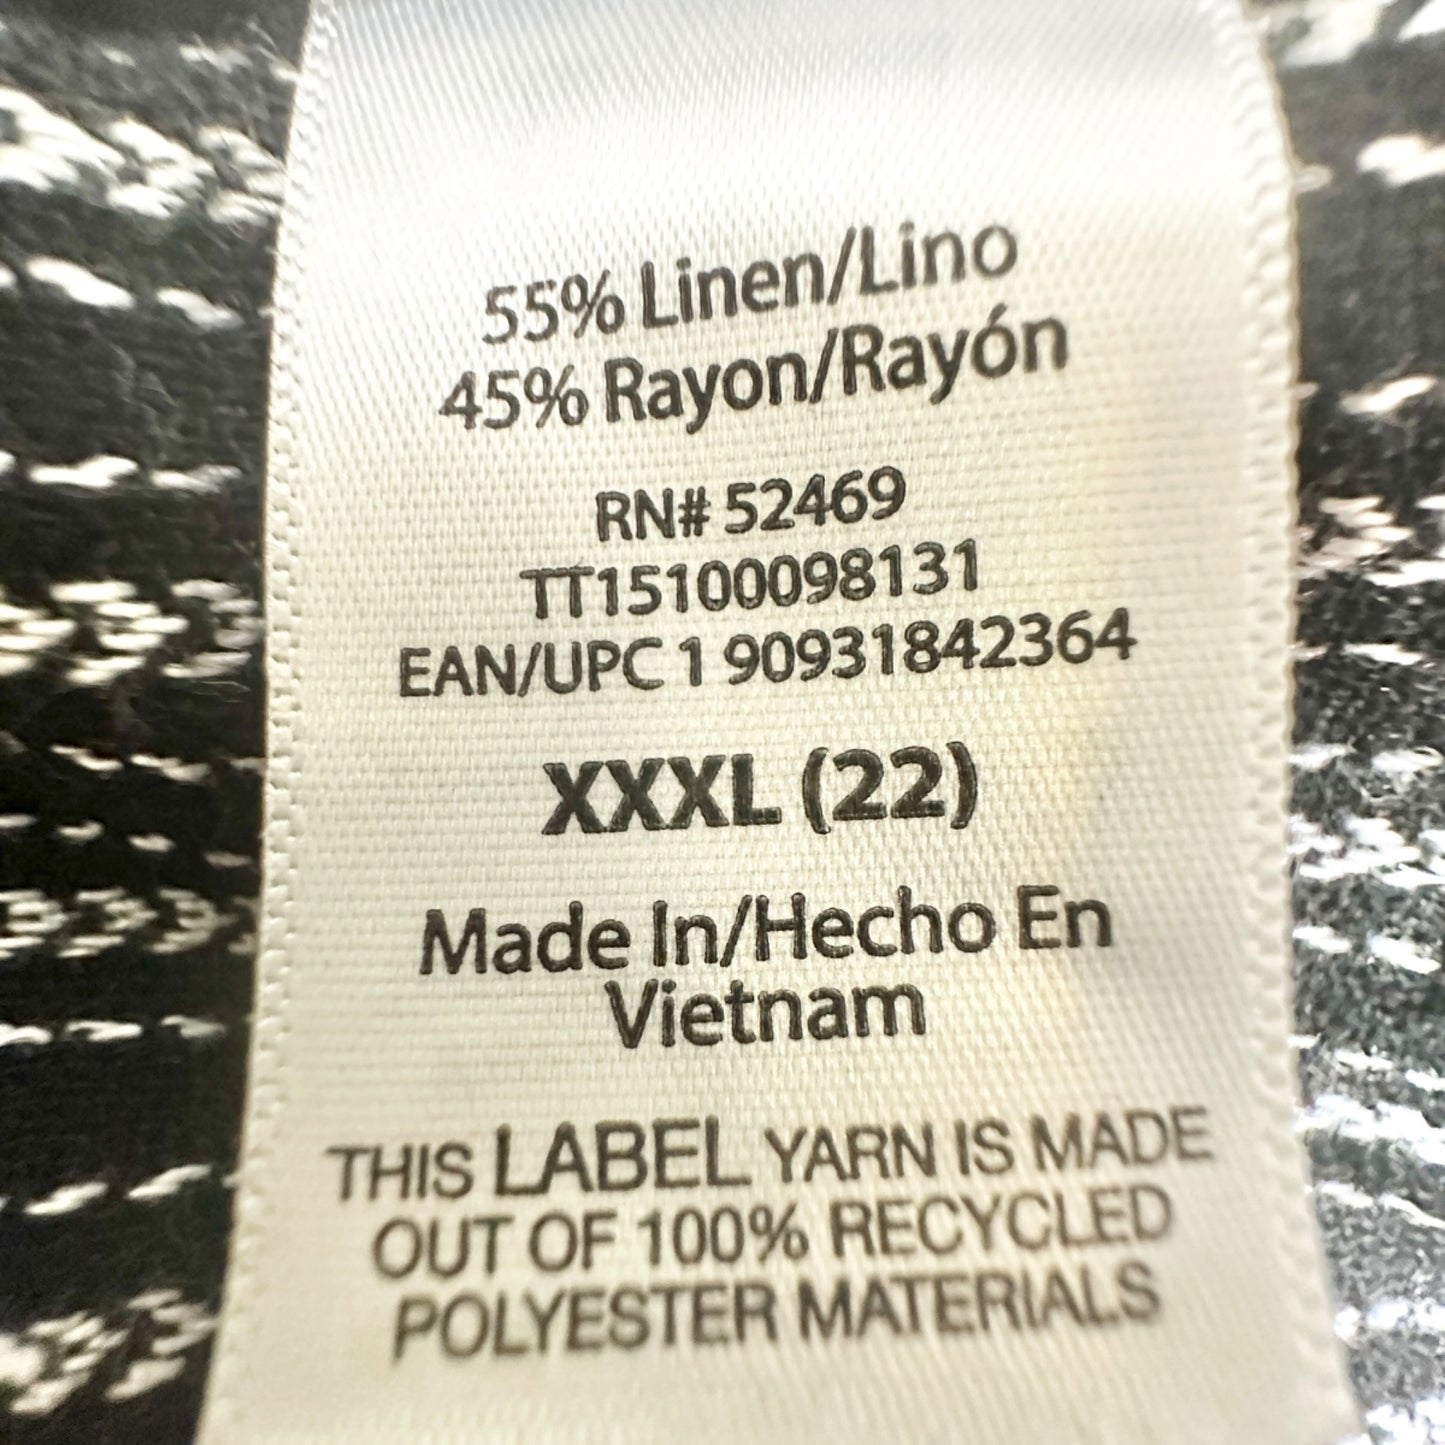 55% Linen/Lino
45% Rayon/Rayón
RN# 52469
TT15100098131
EAN/UPC 1 90931842364
XXXL (22)
Made In/Hecho En
Vietnam
THIS LABEL YARN IS MADE
OUT OF 100% RECYCLED
POLYESTER MATERIALS